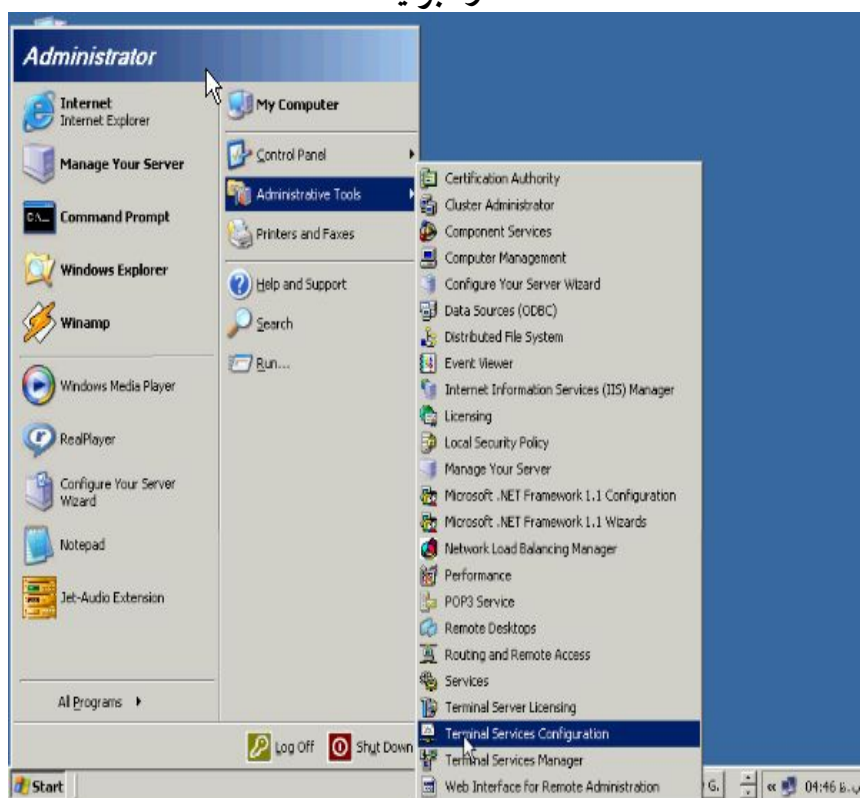 Administrator
Internet
Internet Explorer
Manage Your Server
Command Prompt
Windows Explorer
Winamp
Windows Media Player
RealPlayer
Configure Your Server
Wizard
Notepad
Jet-Audio Extension
All Programs
My Computer
Control Panel
Administrative Tools
Printers and Faxes
Help and Support
Search
Run...
Log Off
Shut Down
Certification Authority
Cluster Administrator
Component Services
Computer Management
Configure Your Server Wizard
Data Sources (ODBC)
Distributed File System
Event Viewer
Internet Information Services (IIS) Manager
Licensing
Local Security Policy
Manage Your Server
Microsoft .NET Framework 1.1 Configuration
Microsoft .NET Framework 1.1 Wizards
Network Load Balancing Manager
Performance
POP3 Service
Remote Desktops
Routing and Remote Access
Services
Terminal Server Licensing
Terminal Services Configuration
Terminal Services Manager
Web Interface for Remote Administration
Start
G.
« 04:46